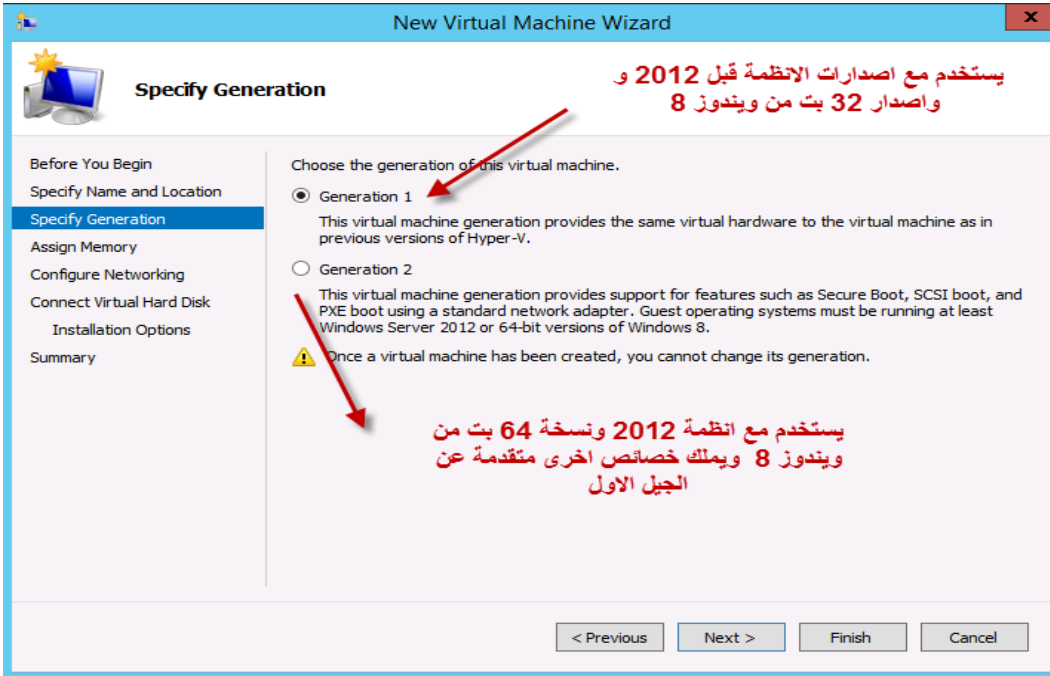 New Virtual Machine Wizard
x
Specify Generation
يستخدم مع اصدارات الانظمة قبل 2012 و
واصدار 32 بت من ويندوز 8
Before You Begin
Specify Name and Location
Specify Generation
Assign Memory
Configure Networking
Connect Virtual Hard Disk
Installation Options
Summary
Choose the generation of this virtual machine.
Generation 1
This virtual machine generation provides the same virtual hardware to the virtual machine as in
previous versions of Hyper-V.
Generation 2
This virtual machine generation provides support for features such as Secure Boot, SCSI boot, and
PXE boot using a standard network adapter. Guest operating systems must be running at least
Windows Server 2012 or 64-bit versions of Windows 8.
Once a virtual machine has been created, you cannot change its generation.
يستخدم مع انظمة 2012 ونسخة 64 بت من
ويندوز 8 ويملك خصائص اخرى متقدمة عن
الجيل الاول
< Previous
Next >
Finish
Cancel